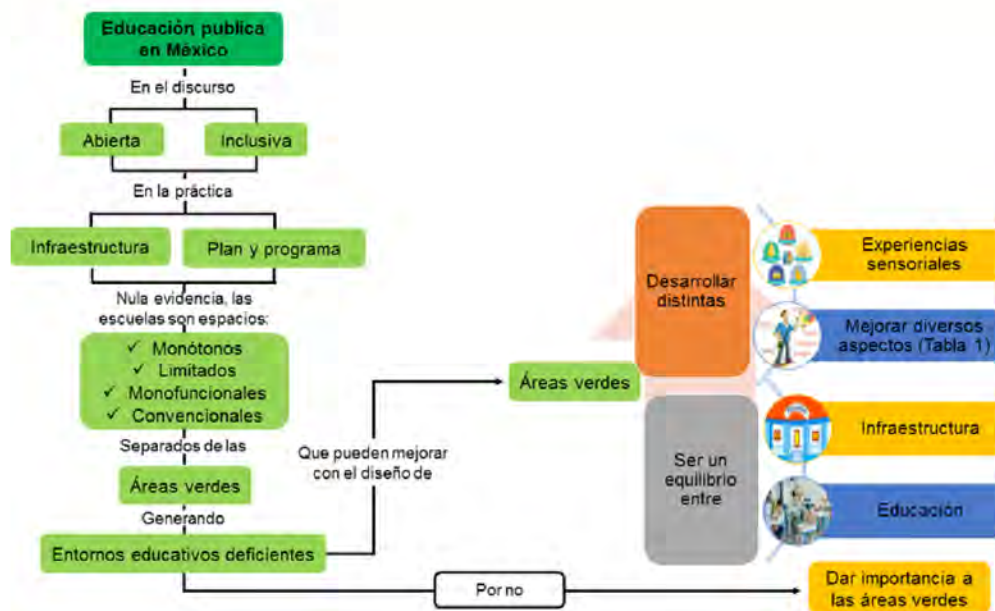 Educación publica
en México
En el discurso
Abierta
Inclusiva
En la práctica
Infraestructura
Plan y programa
Nula evidencia, las
escuelas son espacios:
✓ Monótonos
✓ Limitados
✓ Monofuncionales
✓ Convencionales
Separados de las
Áreas verdes
Generando
Entornos educativos deficientes
Que pueden mejorar
con el diseño de
Áreas verdes
Desarrollar
distintas
Experiencias
sensoriales
Mejorar diversos
aspectos (Tabla 1)
Ser un
equilibrio
entre
Infraestructura
Educación
Por no
Dar importancia a
las áreas verdes